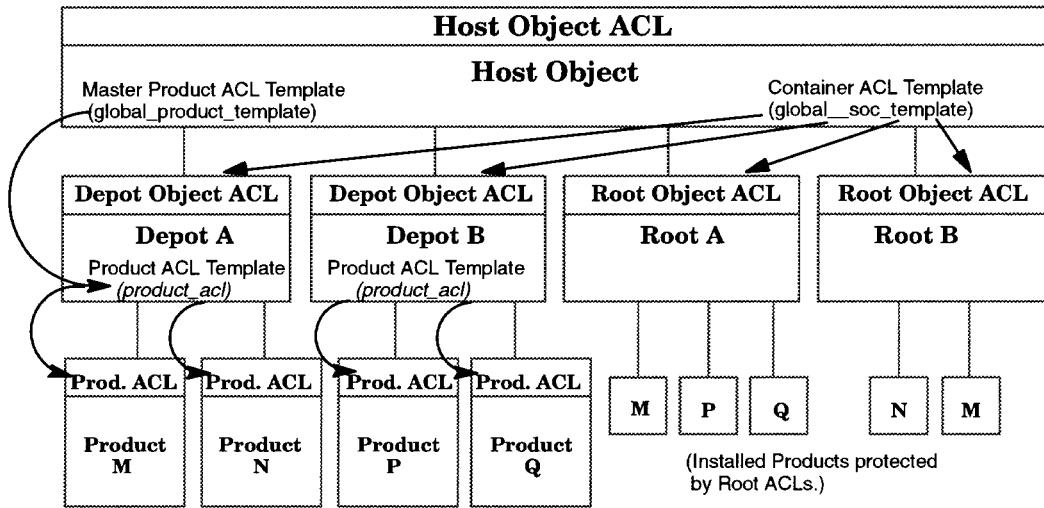 Host Object ACL
Host Object
Master Product ACL Template
(global_product_template)
Container ACL Template
(global__soc_template)
Depot Object ACL
Depot A
Product ACL Template
(product_acl)
Depot Object ACL
Depot B
Product ACL Template
(product_acl)
Root Object ACL
Root A
Root Object ACL
Root B
Prod. ACL
Product
M
Prod. ACL
Product
N
Prod. ACL
Product
P
Prod. ACL
Product
Q
M
P
Q
N
M
(Installed Products protected
by Root ACLs.)